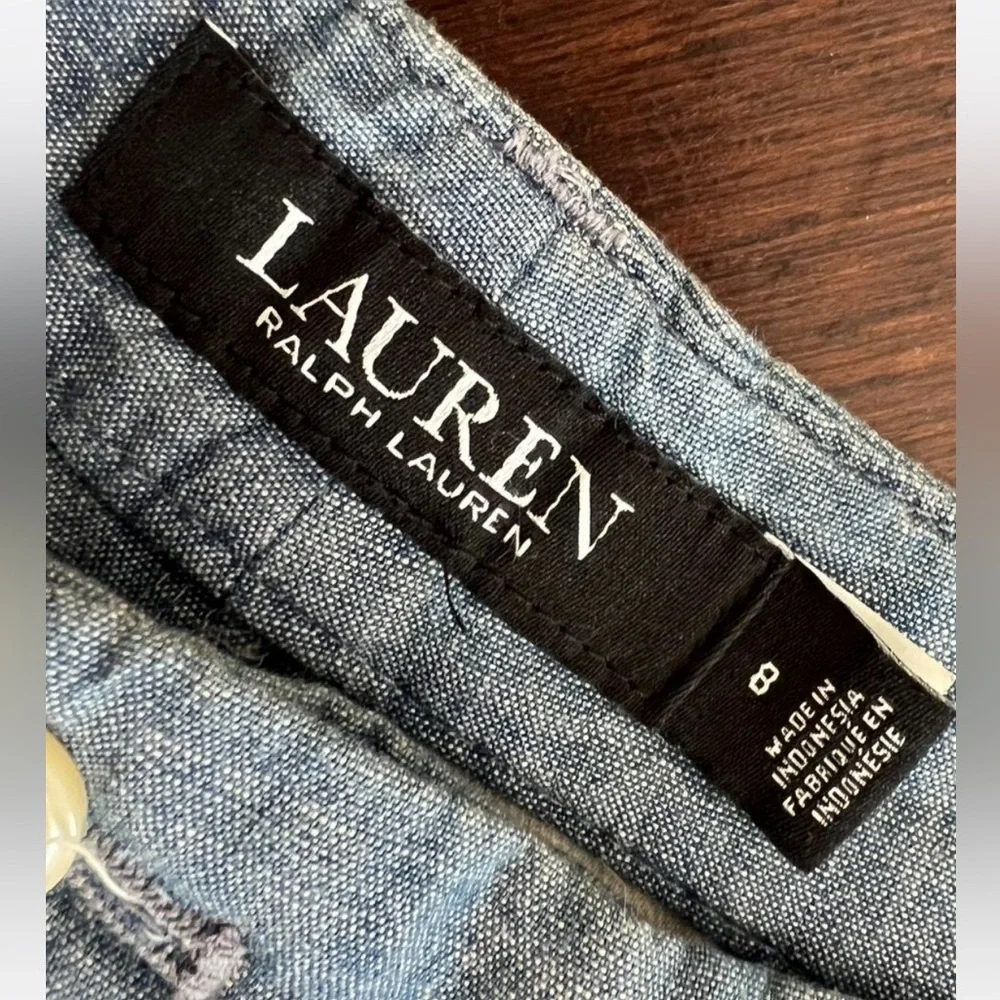 LAUREN
RALPH LAUREN
8
MADE IN
INDONESIA
FABRIQUÉ EN
INDONÉSIE